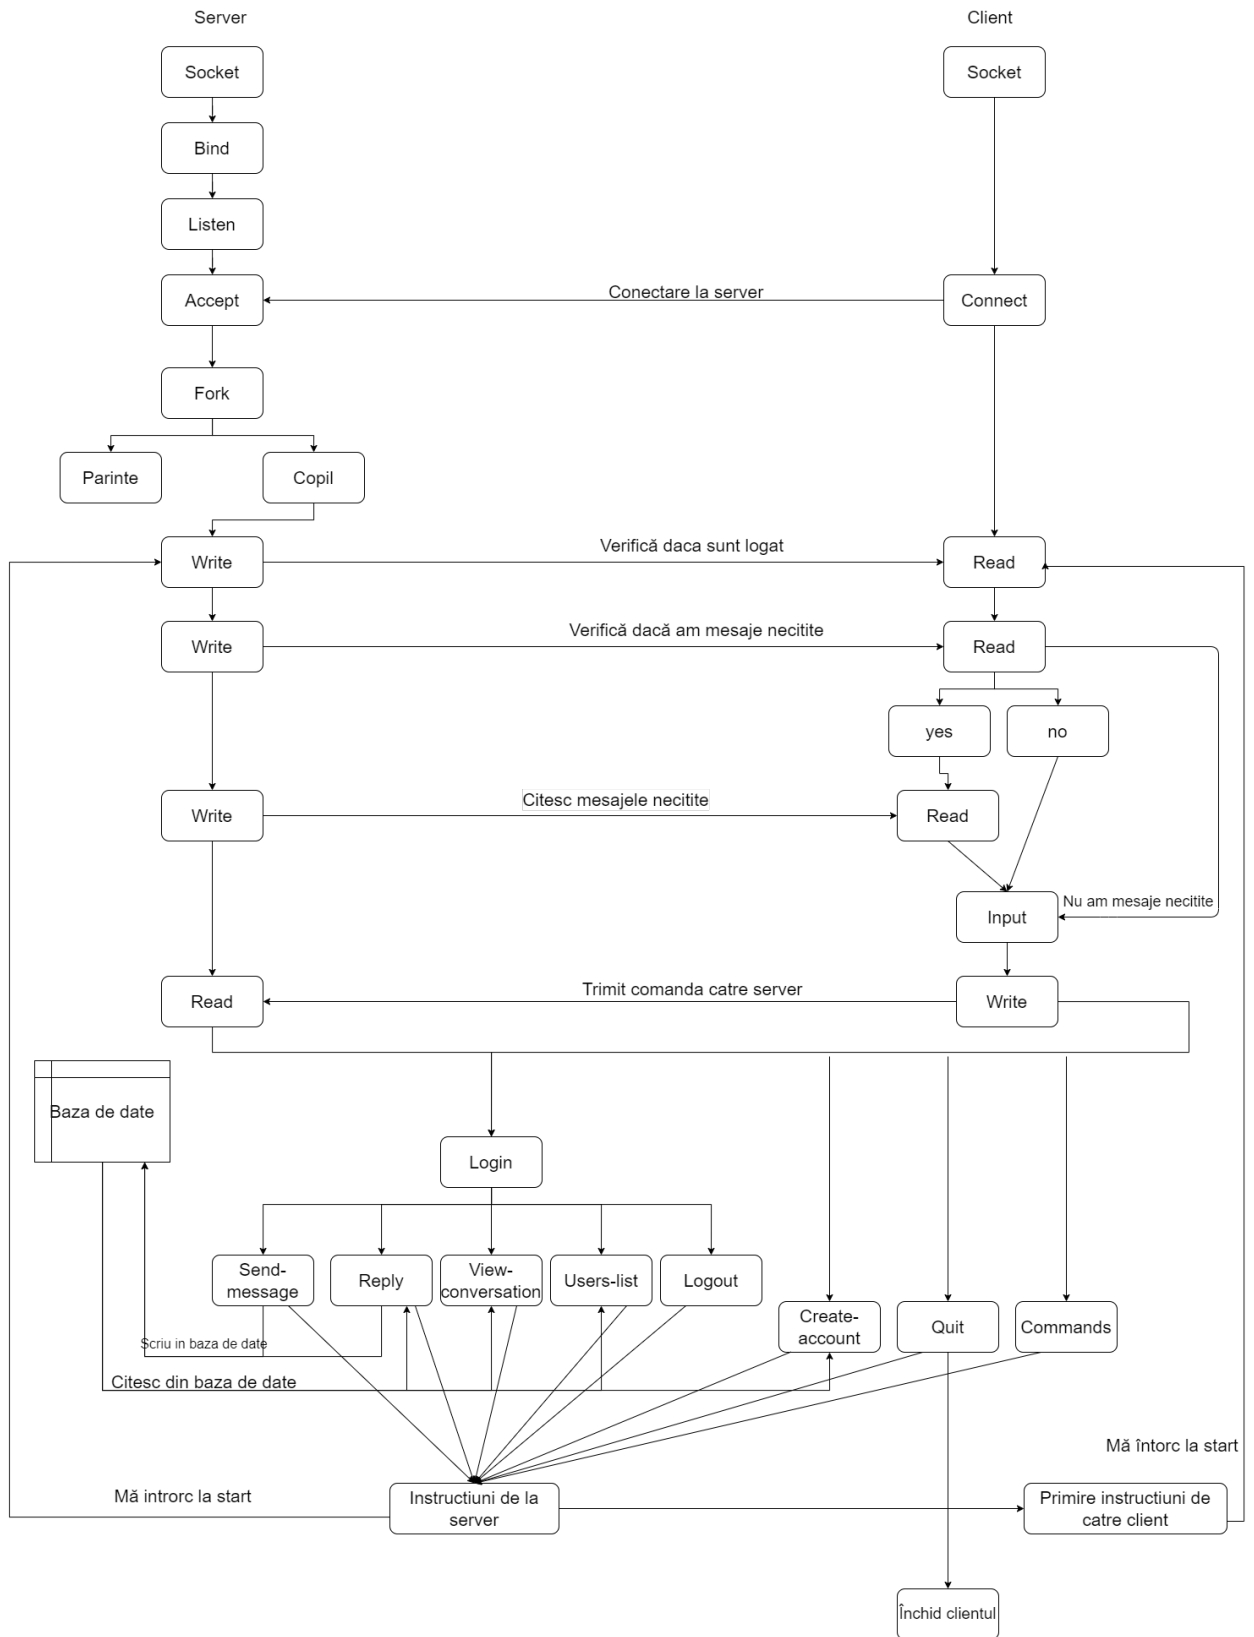 Server
Client
Socket
Socket
Bind
Listen
Accept
Conectare la server
Connect
Fork
Parinte
Copil
Write
Verifică daca sunt logat
Read
Write
Verifică dacă am mesaje necitite
Read
yes
no
Write
Citesc mesajele necitite
Read
Input
Nu am mesaje necitite
Read
Trimit comanda catre server
Write
Baza de date
Login
Send-
message
Reply
View-
conversation
Users-list
Logout
Create-
account
Quit
Commands
Scriu in baza de date
Citesc din baza de date
Mă întorc la start
Mă introrc la start
Instructiuni de la
server
Primire instructiuni de
catre client
Închid clientul